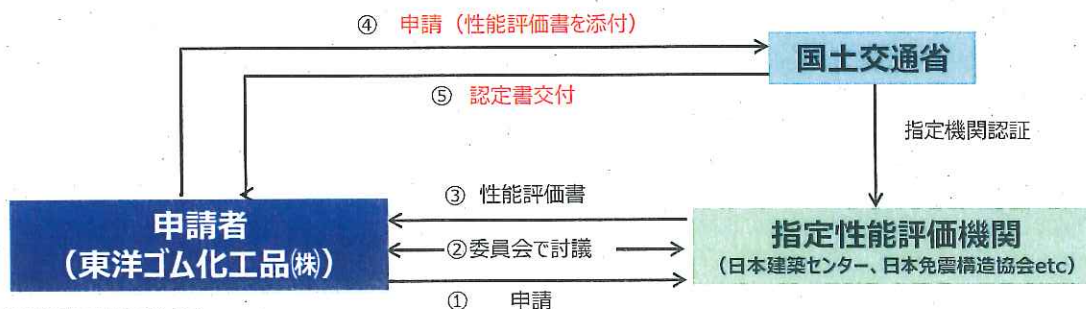 ④ 申請（性能評価書を添付）
国土交通省
⑤ 認定書交付
指定機関認証
③ 性能評価書
申請者
（東洋ゴム化工品㈱）
②委員会で討議
指定性能評価機関
（日本建築センター、日本免震構造協会etc）
① 申請